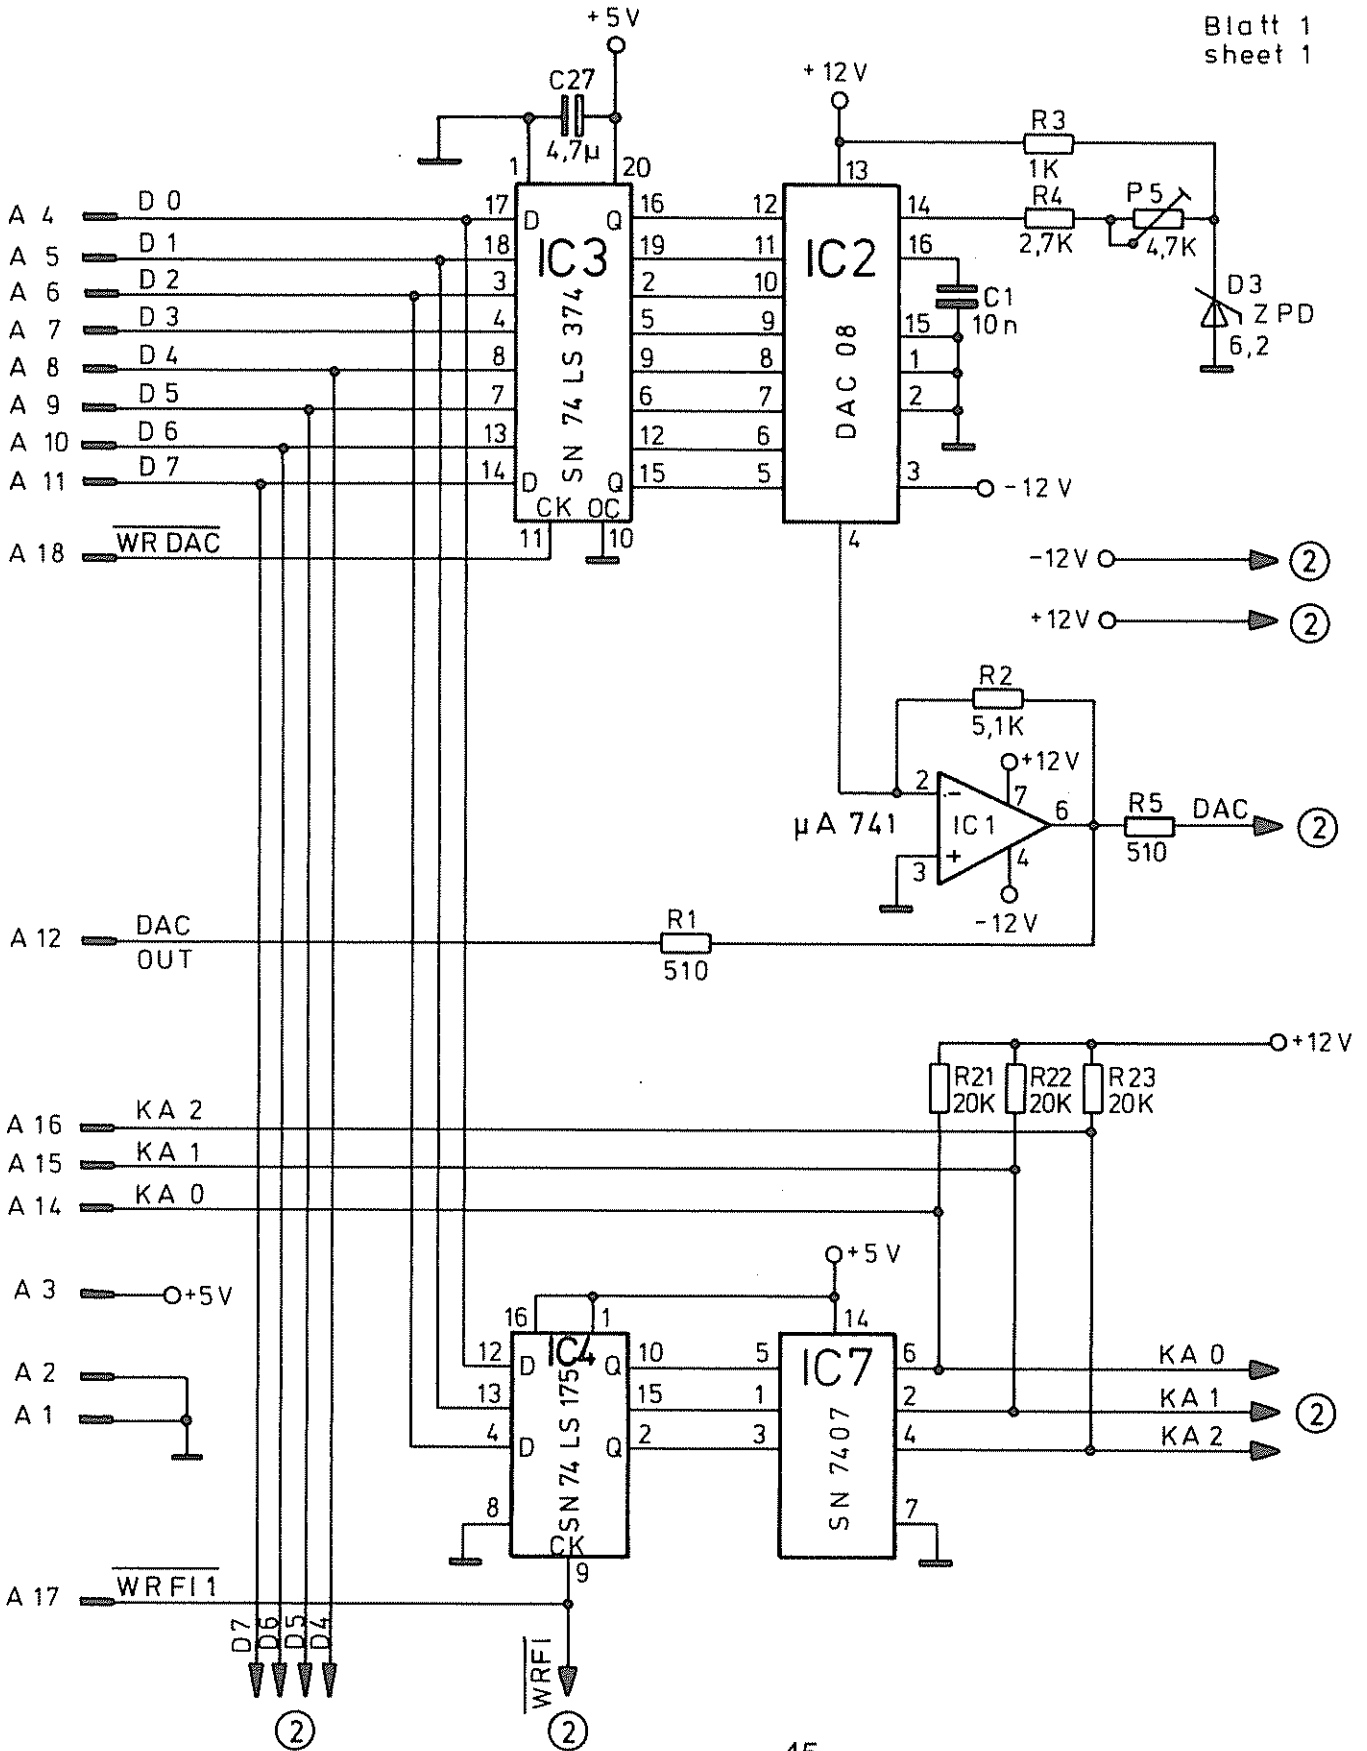 Blatt 1
sheet 1
+5V
C27
4,7µ
1
20
+12V
13
R3
1K
R4
2,7K
P5
4,7K
D3
ZPD
6,2
A 4 D 0 17 D Q 16 12 14
A 5 D 1 18 19 11 16
A 6 D 2 3 2 10
A 7 D 3 4 5 9 15
A 8 D 4 8 9 8 1
A 9 D 5 7 6 7 2
A 10 D 6 13 12 6
A 11 D 7 14 D Q 15 5 3 -12V
IC3
SN 74 LS 374
CK OC
11 10
IC2
DAC 08
4
C1
10n
A 18 WR DAC
-12V 2
+12V 2
R2
5,1K
+12V
2 - 7
µA 741 IC1 6
3 + 4
-12V
R5
510
DAC 2
A 12 DAC
OUT
R1
510
+12V
R21
20K
R22
20K
R23
20K
A 16 KA 2
A 15 KA 1
A 14 KA 0
+5V
A 3 +5V
A 2
A 1
16 1 14
IC4
SN 74 LS 175
12 D Q 10 5 6 KA 0
13 15 1 2 KA 1 2
4 D Q 2 3 4 KA 2
8 7
CK
9
IC7
SN 7407
A 17 WRFI 1
D7 D6 D5 D4
WRFI
2 2